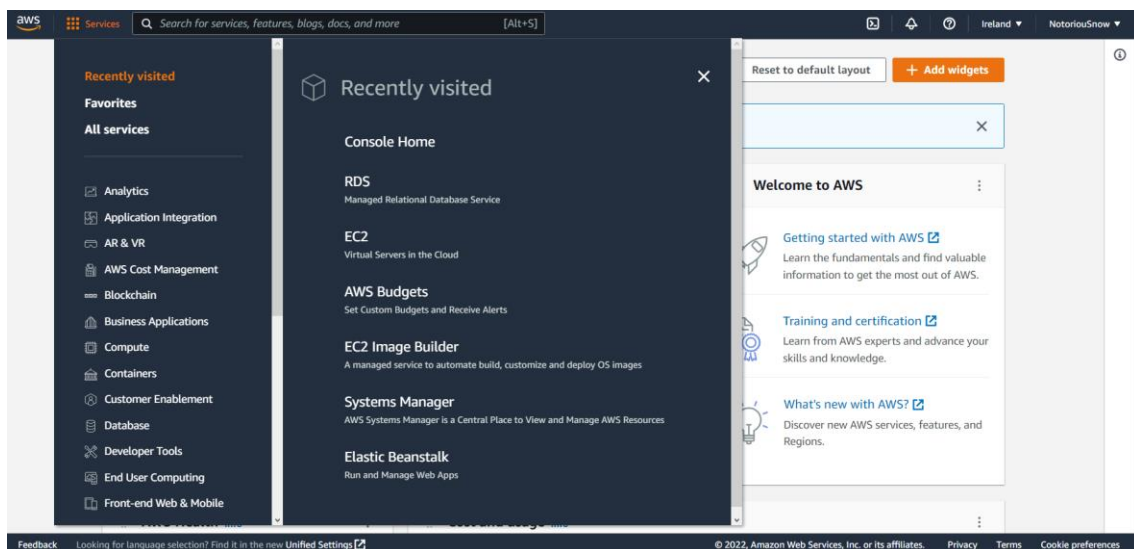 aws
Services
Search for services, features, blogs, docs, and more
[Alt+S]
Ireland ▼
NotoriouSnow ▼
Recently visited
Favorites
All services
Analytics
Application Integration
AR & VR
AWS Cost Management
Blockchain
Business Applications
Compute
Containers
Customer Enablement
Database
Developer Tools
End User Computing
Front-end Web & Mobile
Recently visited
Console Home
RDS
Managed Relational Database Service
EC2
Virtual Servers in the Cloud
AWS Budgets
Set Custom Budgets and Receive Alerts
EC2 Image Builder
A managed service to automate build, customize and deploy OS images
Systems Manager
AWS Systems Manager is a Central Place to View and Manage AWS Resources
Elastic Beanstalk
Run and Manage Web Apps
Reset to default layout
+ Add widgets
Welcome to AWS
Getting started with AWS
Learn the fundamentals and find valuable
information to get the most out of AWS.
Training and certification
Learn from AWS experts and advance your
skills and knowledge.
What's new with AWS?
Discover new AWS services, features, and
Regions.
Feedback
Looking for language selection? Find it in the new Unified Settings
© 2022, Amazon Web Services, Inc. or its affiliates.
Privacy
Terms
Cookie preferences